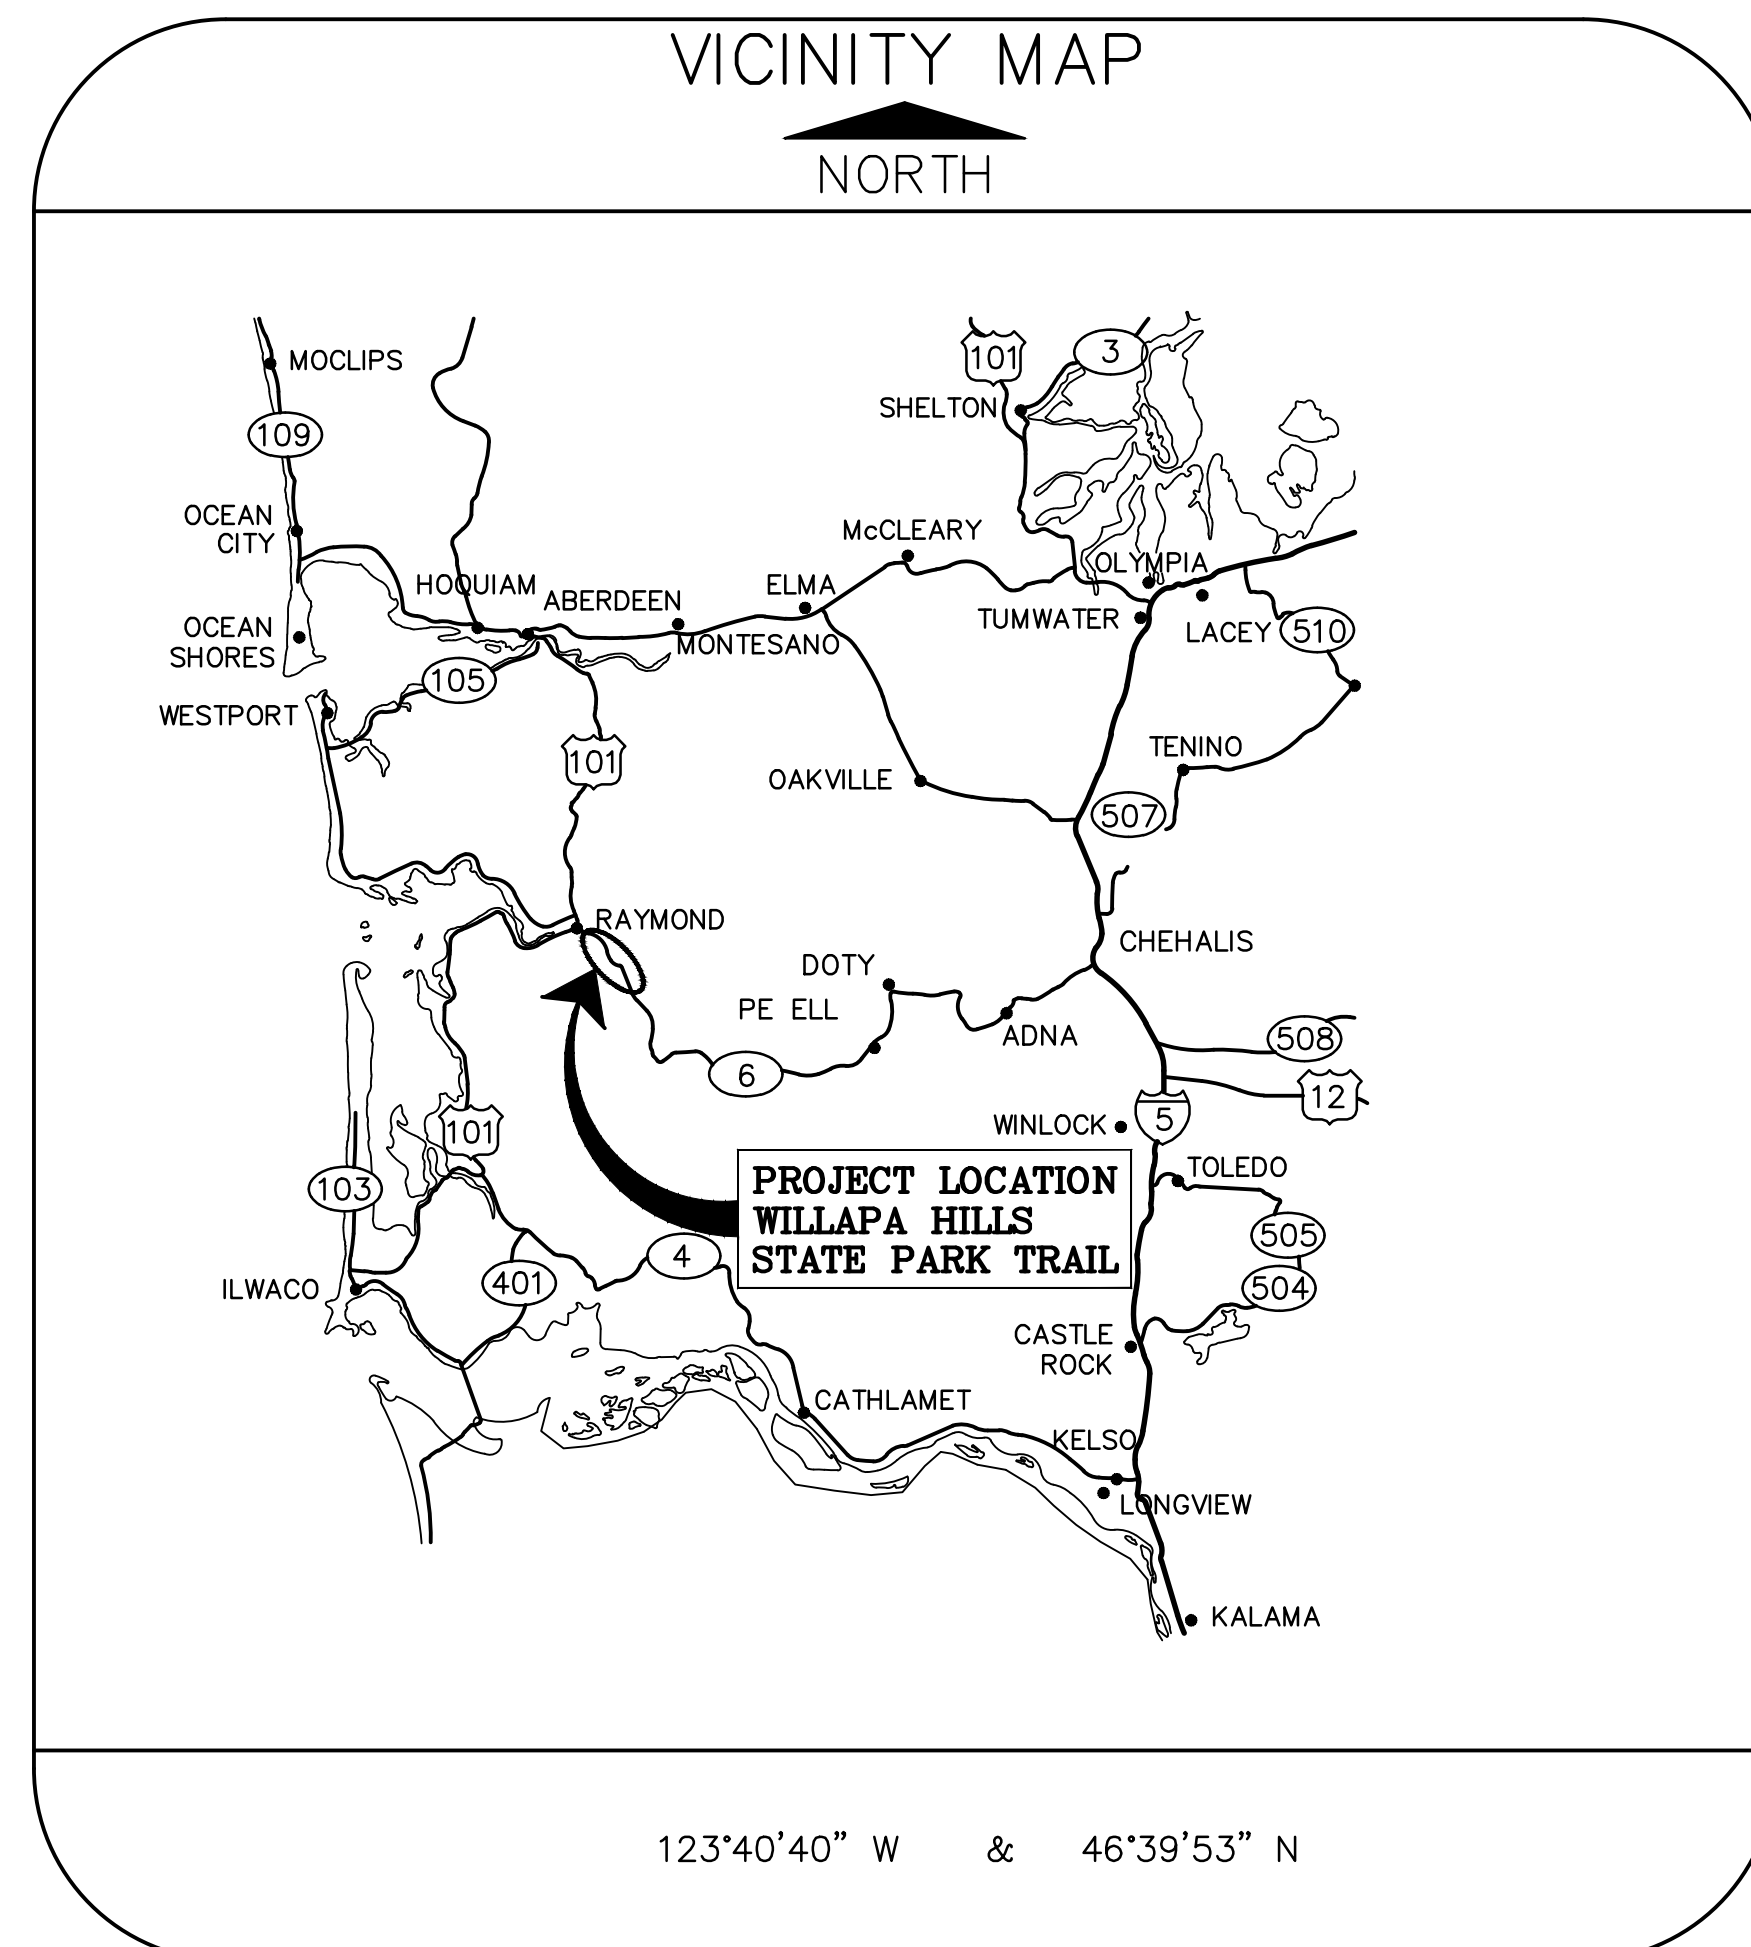 VICINITY MAP
NORTH
101
3
MOCLIPS
SHELTON
109
OCEAN
CITY
McCLEARY
OLYMPIA
HOQUIAM
ABERDEEN
ELMA
TUMWATER
LACEY
510
OCEAN
SHORES
MONTESANO
105
WESTPORT
TENINO
101
OAKVILLE
507
RAYMOND
CHEHALIS
DOTY
PE ELL
ADNA
508
6
12
WINLOCK
5
101
TOLEDO
103
PROJECT LOCATION
WILLAPA HILLS
STATE PARK TRAIL
505
4
401
504
ILWACO
CASTLE
ROCK
CATHLAMET
KELSO
LONGVIEW
KALAMA
123°40'40" W & 46°39'53" N